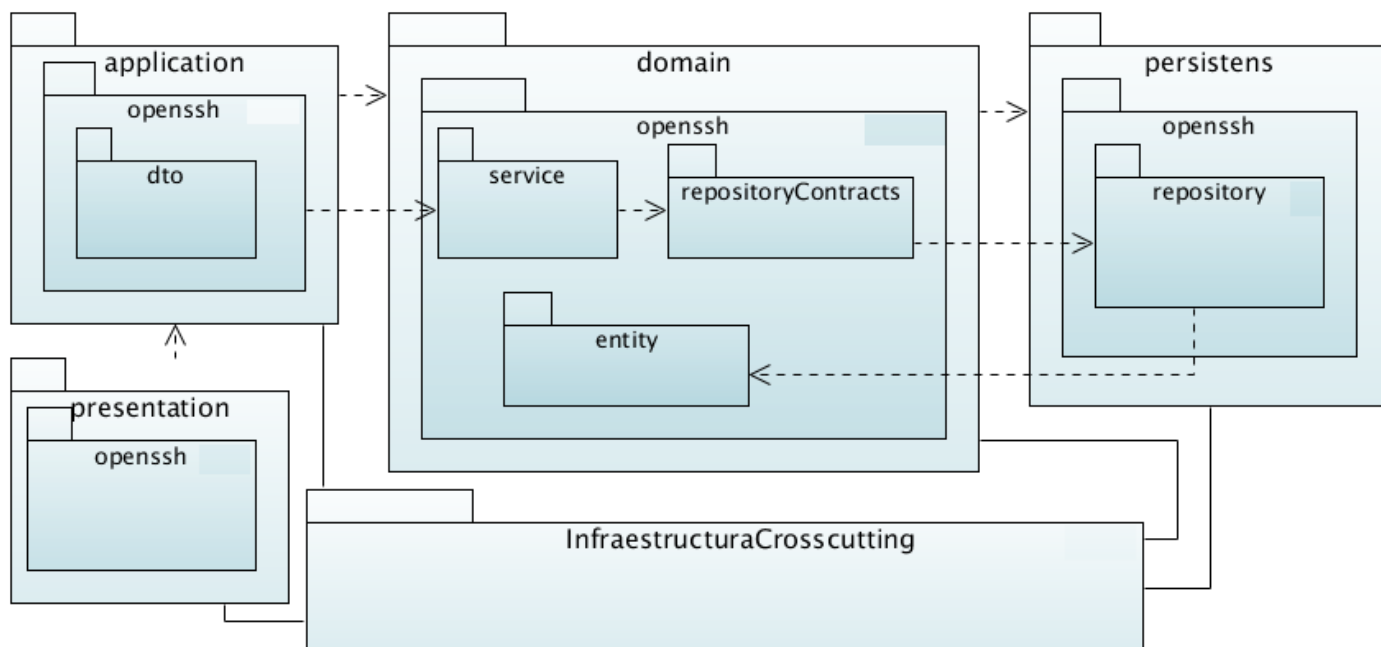 application
openssh
dto
domain
openssh
service
repositoryContracts
entity
persistens
openssh
repository
presentation
openssh
InfraestructuraCrosscutting